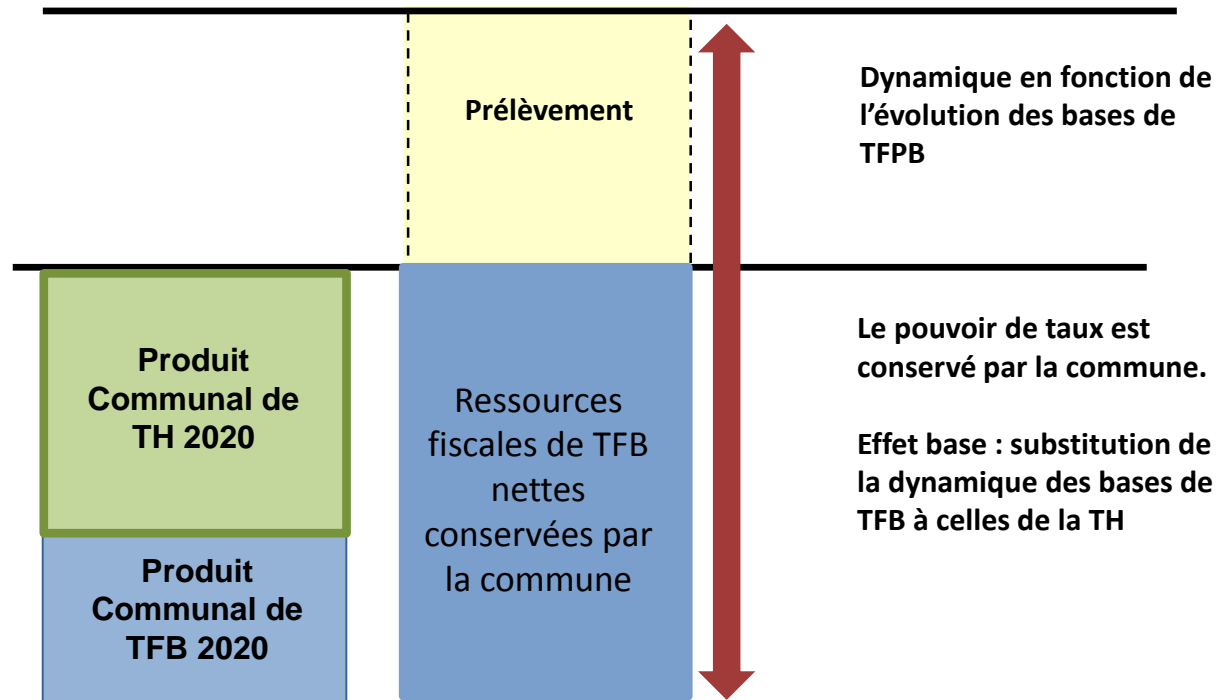 Prélèvement
Dynamique en fonction de
l’évolution des bases de
TFPB
Produit
Communal de
TH 2020
Produit
Communal de
TFB 2020
Ressources
fiscales de TFB
nettes
conservées par
la commune
Le pouvoir de taux est
conservé par la commune.
Effet base : substitution de
la dynamique des bases de
TFB à celles de la TH